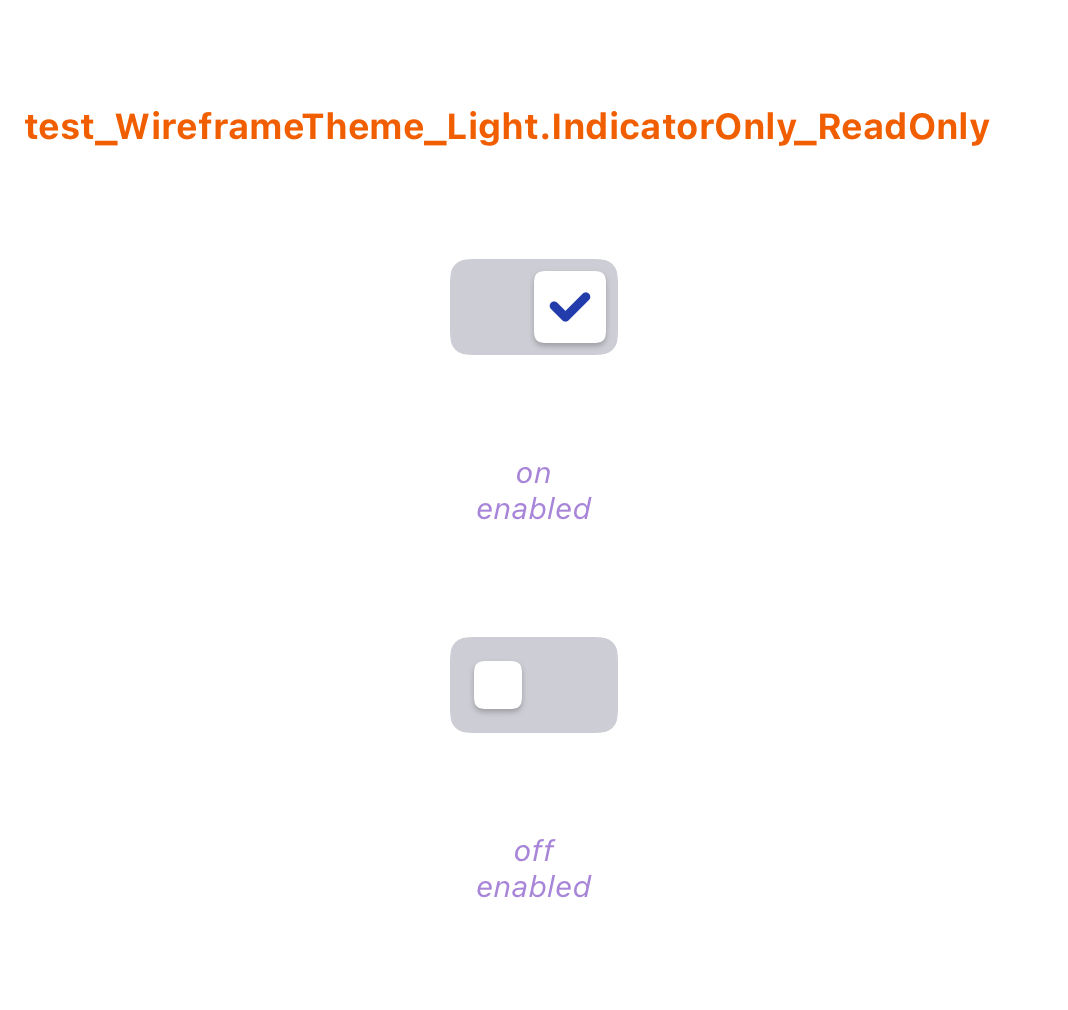 test_WireframeTheme_Light.IndicatorOnly_ReadOnly
on
enabled
off
enabled